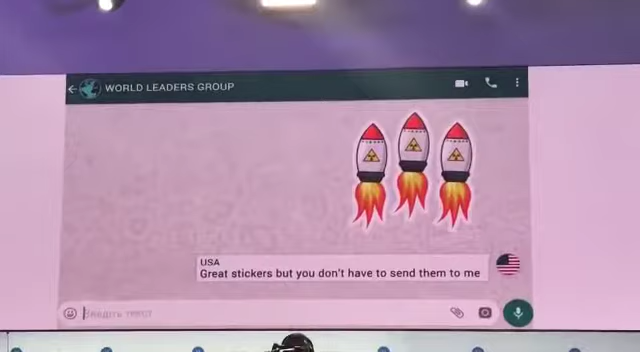 WORLD LEADERS GROUP
USA
Great stickers but you don't have to send them to me
Введіть текст